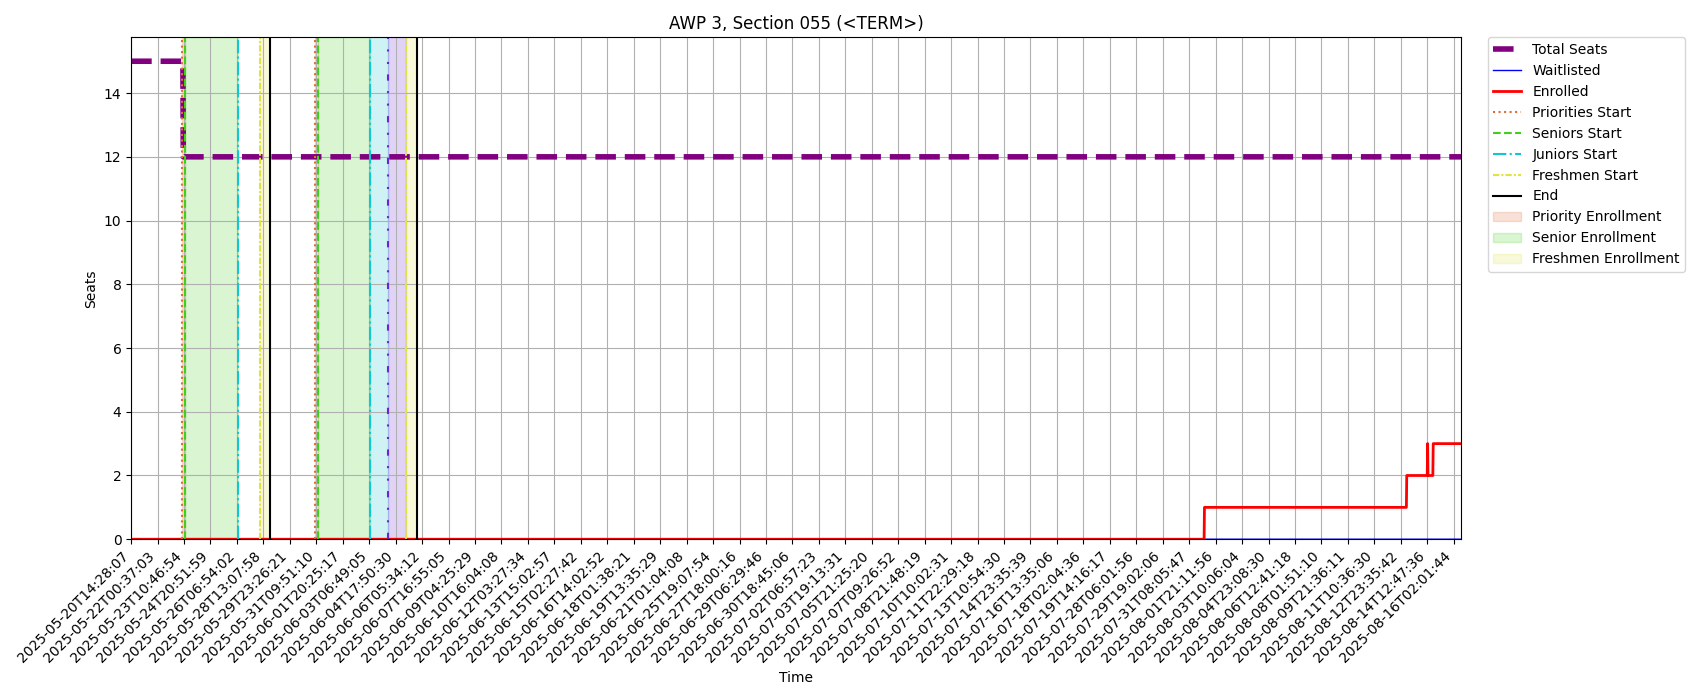 AWP 3, Section 055 (<TERM>)
Total Seats
Waitlisted
Enrolled
Priorities Start
Seniors Start
Juniors Start
Freshmen Start
End
Priority Enrollment
Senior Enrollment
Freshmen Enrollment
Seats
14
12
10
8
6
4
2
0
2025-05-20T14:28:07
2025-05-22T00:37:03
2025-05-23T10:46:54
2025-05-24T20:51:59
2025-05-26T06:54:02
2025-05-28T13:07:58
2025-05-29T23:26:21
2025-05-31T09:51:10
2025-06-01T20:25:17
2025-06-03T06:49:05
2025-06-04T17:50:30
2025-06-06T05:34:12
2025-06-07T16:55:05
2025-06-09T04:25:29
2025-06-10T16:04:08
2025-06-12T03:27:34
2025-06-13T15:02:57
2025-06-15T02:27:42
2025-06-16T14:02:52
2025-06-18T01:38:21
2025-06-19T13:35:29
2025-06-21T01:04:08
2025-06-25T19:07:54
2025-06-27T18:00:16
2025-06-29T06:29:46
2025-06-30T18:45:06
2025-07-02T06:57:23
2025-07-03T19:13:31
2025-07-05T21:25:20
2025-07-07T09:26:52
2025-07-08T21:48:19
2025-07-10T10:02:31
2025-07-11T22:29:18
2025-07-13T10:54:30
2025-07-14T23:35:39
2025-07-16T13:35:06
2025-07-18T02:04:36
2025-07-19T14:16:17
2025-07-28T06:01:56
2025-07-29T19:02:06
2025-07-31T08:05:47
2025-08-01T21:11:56
2025-08-03T10:06:04
2025-08-04T23:08:30
2025-08-06T12:41:18
2025-08-08T01:51:10
2025-08-09T21:36:11
2025-08-11T10:36:30
2025-08-12T23:35:42
2025-08-14T12:47:36
2025-08-16T02:01:44
Time